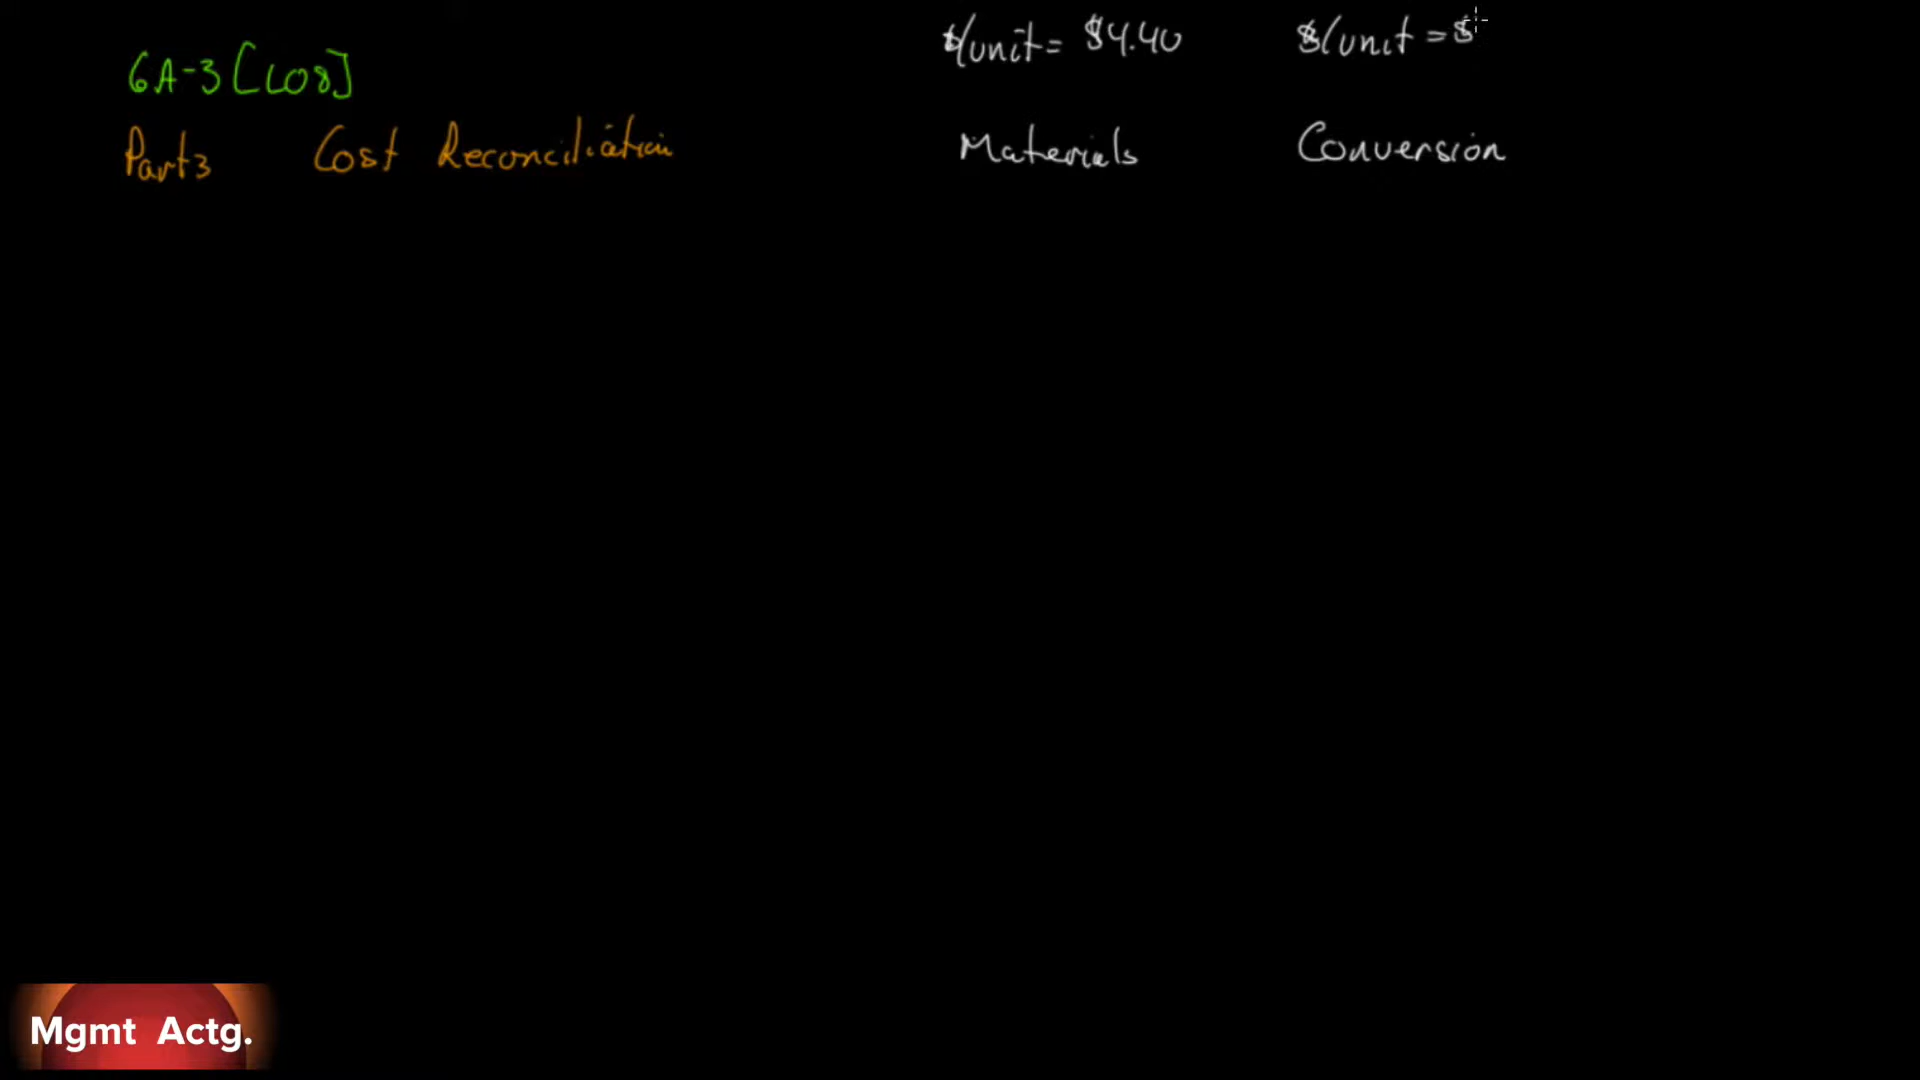 $/unit = $4.40 $/unit = $
6A-3 [LO8]
Part 3 Cost Reconciliation Materials Conversion
Mgmt Actg.